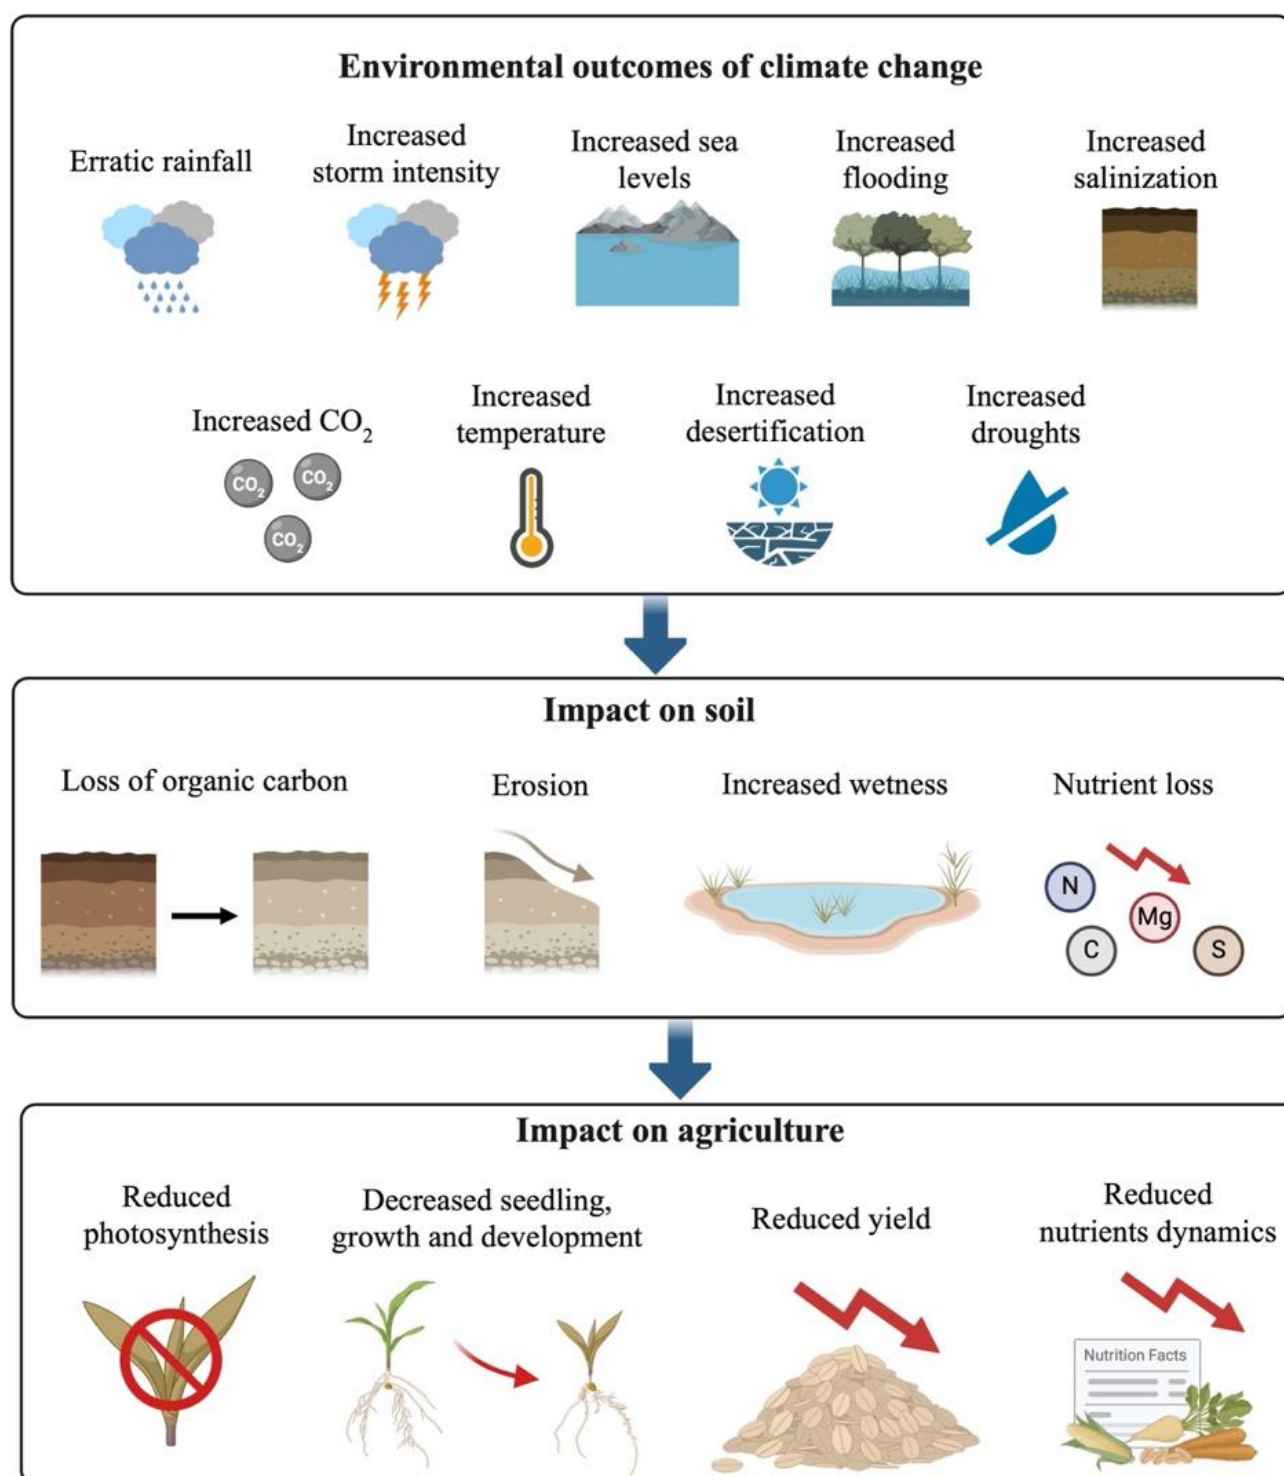 Environmental outcomes of climate change
Erratic rainfall
Increased
storm intensity
Increased sea
levels
Increased
flooding
Increased
salinization
Increased CO₂
CO₂
CO₂
CO₂
Increased
temperature
Increased
desertification
Increased
droughts
Impact on soil
Loss of organic carbon
Erosion
Increased wetness
Nutrient loss
N
Mg
C
S
Impact on agriculture
Reduced
photosynthesis
Decreased seedling,
growth and development
Reduced yield
Reduced
nutrients dynamics
Nutrition Facts